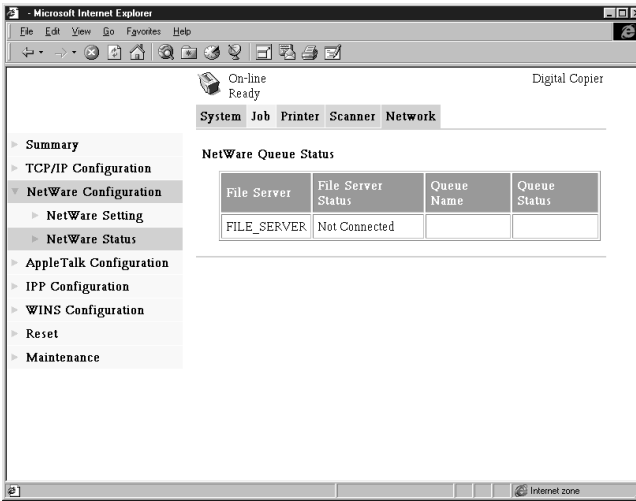 - Microsoft Internet Explorer
File Edit View Go Favorites Help
On-line
Ready
Digital Copier
System Job Printer Scanner Network
Summary
TCP/IP Configuration
NetWare Configuration
NetWare Setting
NetWare Status
AppleTalk Configuration
IPP Configuration
WINS Configuration
Reset
Maintenance
NetWare Queue Status
File Server File Server Status Queue Name Queue Status
FILE_SERVER Not Connected
Internet zone